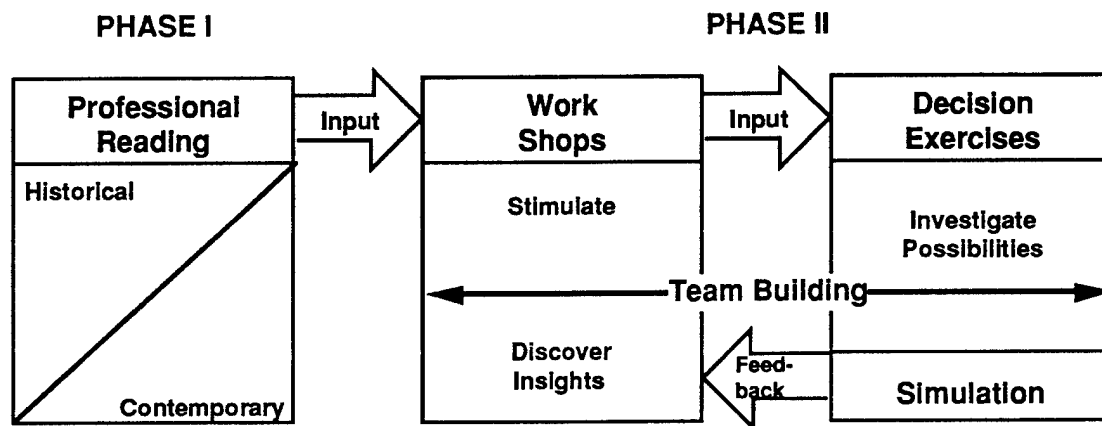 PHASE I
PHASE II
Professional
Reading
Input
Work
Shops
Input
Decision
Exercises
Historical
Contemporary
Stimulate
Investigate
Possibilities
Team Building
Discover
Insights
Feed-
back
Simulation